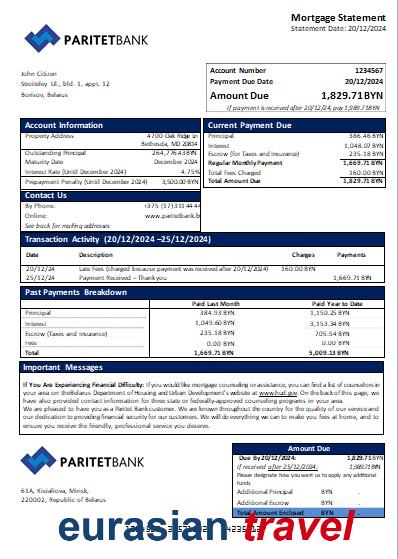 Mortgage Statement
Statement Date: 20/12/2024
PARITETBANK
John Citizen
Stroiteley Ul., bld. 1, appt. 12
Borisov, Belarus
Account Number 1234567
Payment Due Date 20/12/2024
Amount Due 1,829.71 BYN
If payment is received after 20/12/24, pay 1,989.71BYN
Account Information
Property Address 4700 Oak Ridge Ln
Bethesda, MD 20814
Outstanding Principal 264,776.43BYN
Maturity Date December 2024
Interest Rate (Until December 2024) 4.75%
Prepayment Penalty (Until December 2024) 3,500.00 BYN
Current Payment Due
Principal 386.46 BYN
Interest 1,048.07 BYN
Escrow (for Taxes and Insurance) 235.18 BYN
Regular Monthly Payment 1,669.71 BYN
Total Fees Charged 160.00 BYN
Total Amount Due 1,829.71 BYN
Contact Us
By Phone: +375 (17)311 44 44
Online: www.paritetbank.b
See back for mailing addresses
Transaction Activity (20/12/2024 –25/12/2024)
Date Description Charges Payments
20/12/24 Late Fees (charged because payment was received after 20/12/2024) 160.00 BYN
25/12/24 Payment Received – Thank you 1,669.71 BYN
Past Payments Breakdown
Paid Last Month Paid Year to Date
Principal 384.93 BYN 1,150.25 BYN
Interest 1,049.60 BYN 3,153.34 BYN
Escrow (Taxes and Insurance) 235.18 BYN 705.54 BYN
Fees 0.00 BYN 0.00 BYN
Total 1,669.71 BYN 5,009.13 BYN
Important Messages
If You Are Experiencing Financial Difficulty: If you would like mortgage counseling or assistance, you can find a list of counselors in
your area on theBelarus Department of Housing and Urban Development's website at www.hud.gov. On the back of this page, we
have also provided contact information for three state or federally-approved counseling programs in your area.
We are pleased to have you as a Paritet Bank customer. We are known throughout the country for the quality of our service and
our dedication to providing financial security for our customers. We will do everything we can to make you fees at home, and to
ensure you receive the friendly, professional service you deserve.
PARITETBANK
61A, Kisialiova, Minsk,
220002, Republic of Belarus
Amount Due
Due By 20/12/2024: 1,829.71 BYN
If received after 25/12/2024: 1,989.71 BYN
Please designate how you want us to apply any additional
funds
Additional Principal BYN -
Additional Escrow BYN -
Total Amount Enclosed BYN -
eurasian-travel